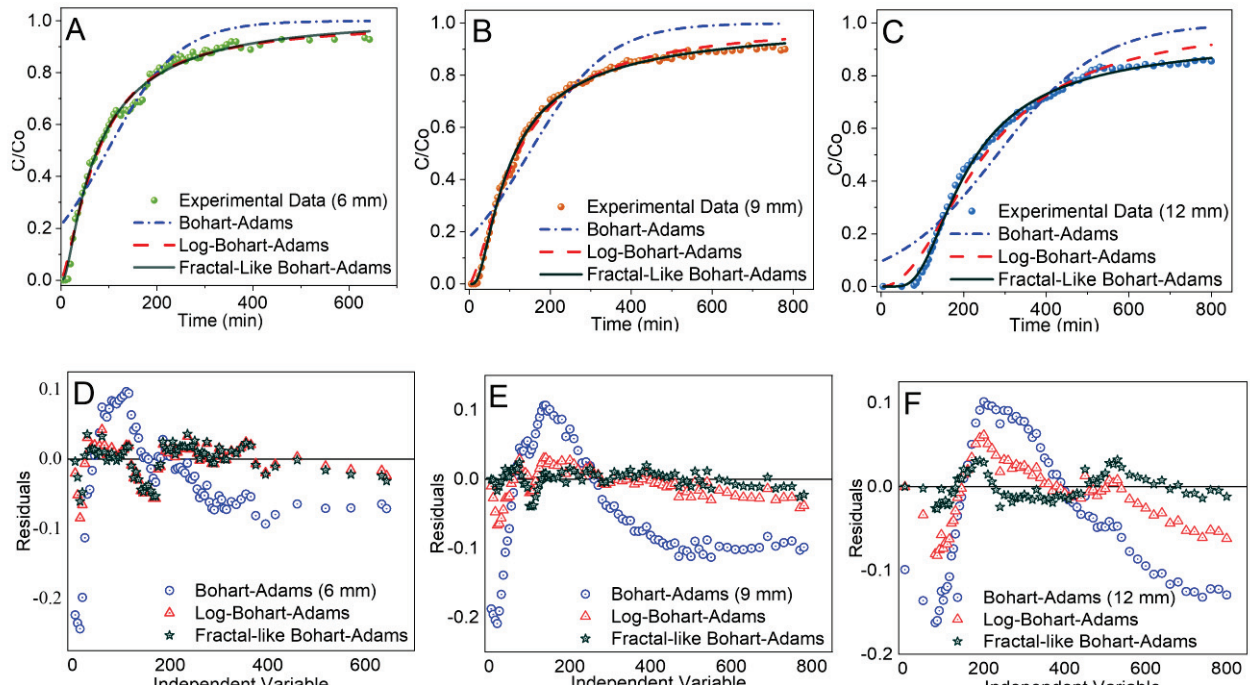 A
C/Co
1.0
0.8
0.6
0.4
0.2
0.0
0
200
400
600
Time (min)
Experimental Data (6 mm)
Bohart-Adams
Log-Bohart-Adams
Fractal-Like Bohart-Adams
B
C/Co
1.0
0.8
0.6
0.4
0.2
0.0
0
200
400
600
800
Time (min)
Experimental Data (9 mm)
Bohart-Adams
Log-Bohart-Adams
Fractal-Like Bohart-Adams
C
C/Co
1.0
0.8
0.6
0.4
0.2
0.0
0
200
400
600
800
Time (min)
Experimental Data (12 mm)
Bohart-Adams
Log-Bohart-Adams
Fractal-Like Bohart-Adams
D
Residuals
0.1
0.0
-0.1
-0.2
0
200
400
600
Independent Variable
Bohart-Adams (6 mm)
Log-Bohart-Adams
Fractal-like Bohart-Adams
E
Residuals
0.1
0.0
-0.1
-0.2
0
200
400
600
800
Independent Variable
Bohart-Adams (9 mm)
Log-Bohart-Adams
Fractal-like Bohart-Adams
F
Residuals
0.1
0.0
-0.1
-0.2
0
200
400
600
800
Independent Variable
Bohart-Adams (12 mm)
Log-Bohart-Adams
Fractal-like Bohart-Adams